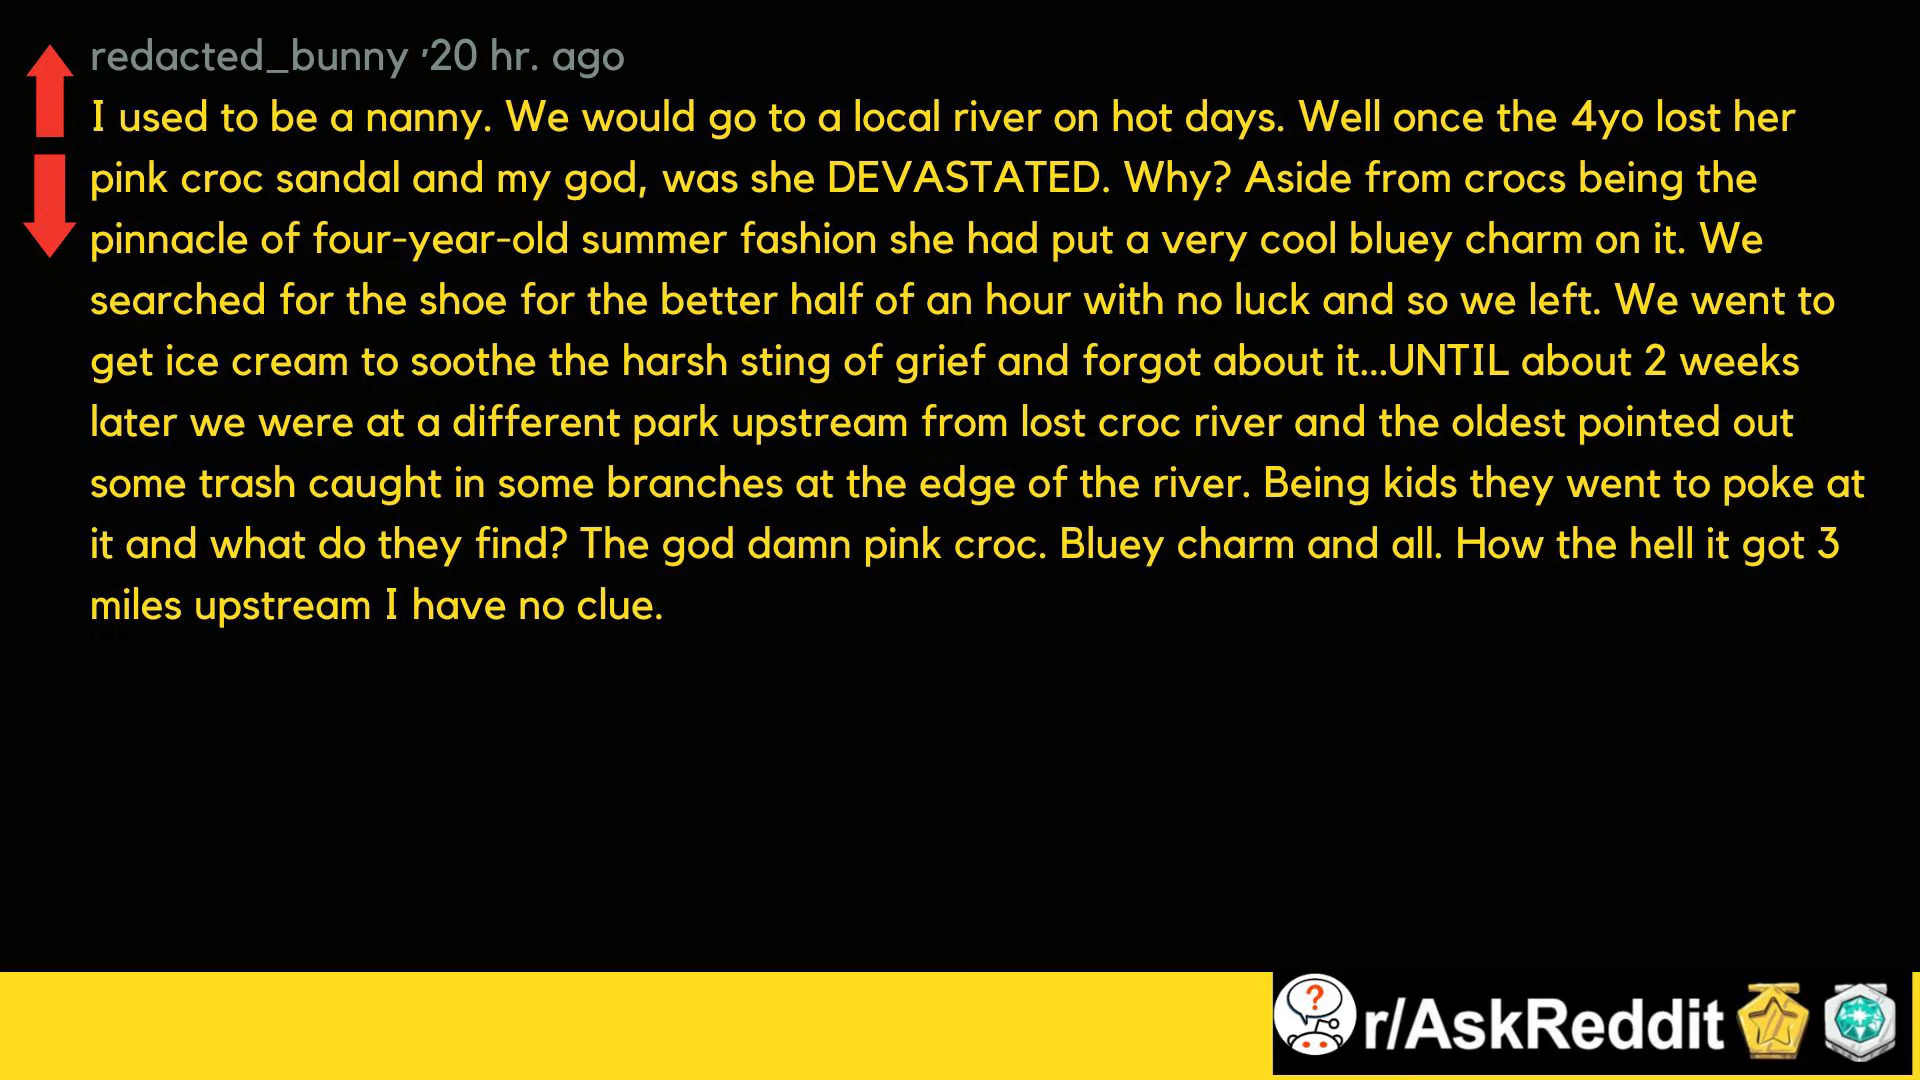 redacted_bunny ·20 hr. ago
I used to be a nanny. We would go to a local river on hot days. Well once the 4yo lost her
pink croc sandal and my god, was she DEVASTATED. Why? Aside from crocs being the
pinnacle of four-year-old summer fashion she had put a very cool bluey charm on it. We
searched for the shoe for the better half of an hour with no luck and so we left. We went to
get ice cream to soothe the harsh sting of grief and forgot about it...UNTIL about 2 weeks
later we were at a different park upstream from lost croc river and the oldest pointed out
some trash caught in some branches at the edge of the river. Being kids they went to poke at
it and what do they find? The god damn pink croc. Bluey charm and all. How the hell it got 3
miles upstream I have no clue.
?
r/AskReddit